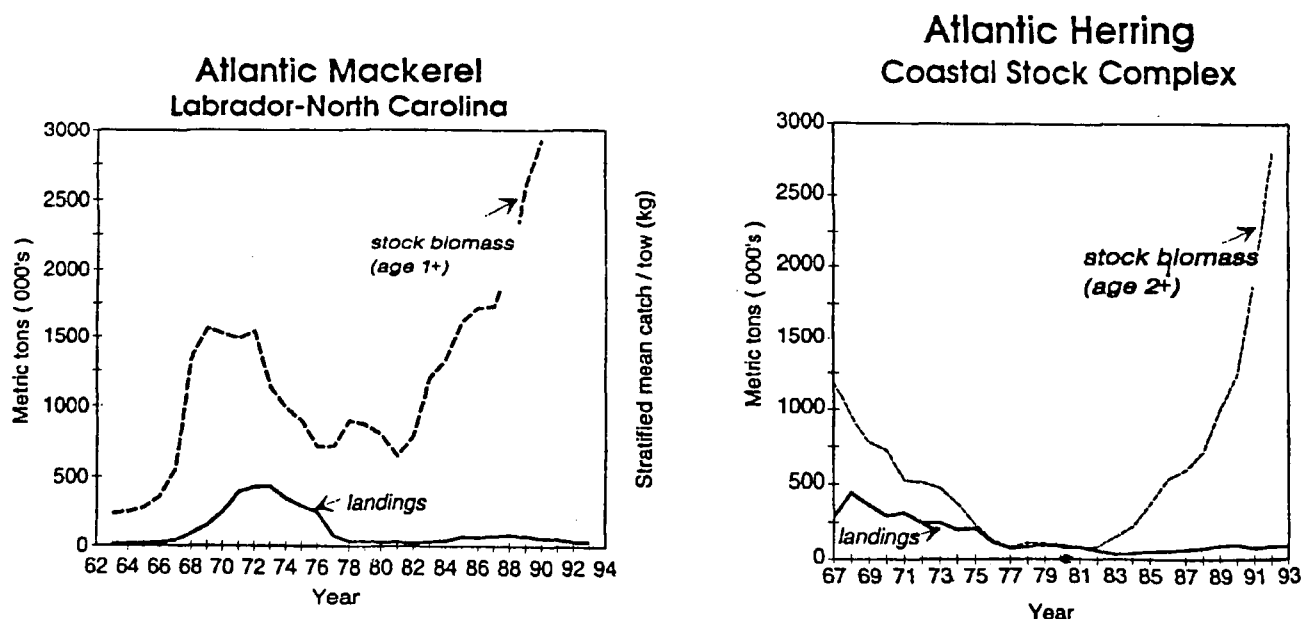 Atlantic Mackerel
Labrador-North Carolina
3000
2500
2000
1500
1000
500
0
Metric tons ( 000's)
stock biomass
(age 1+)
landings
62 64 66 68 70 72 74 76 78 80 82 84 86 88 90 92 94
Year
Stratified mean catch / tow (kg)
Atlantic Herring
Coastal Stock Complex
3000
2500
2000
1500
1000
500
0
Metric tons ( 000's)
stock biomass
(age 2+)
landings
67 69 71 73 75 77 79 81 83 85 87 89 91 93
Year